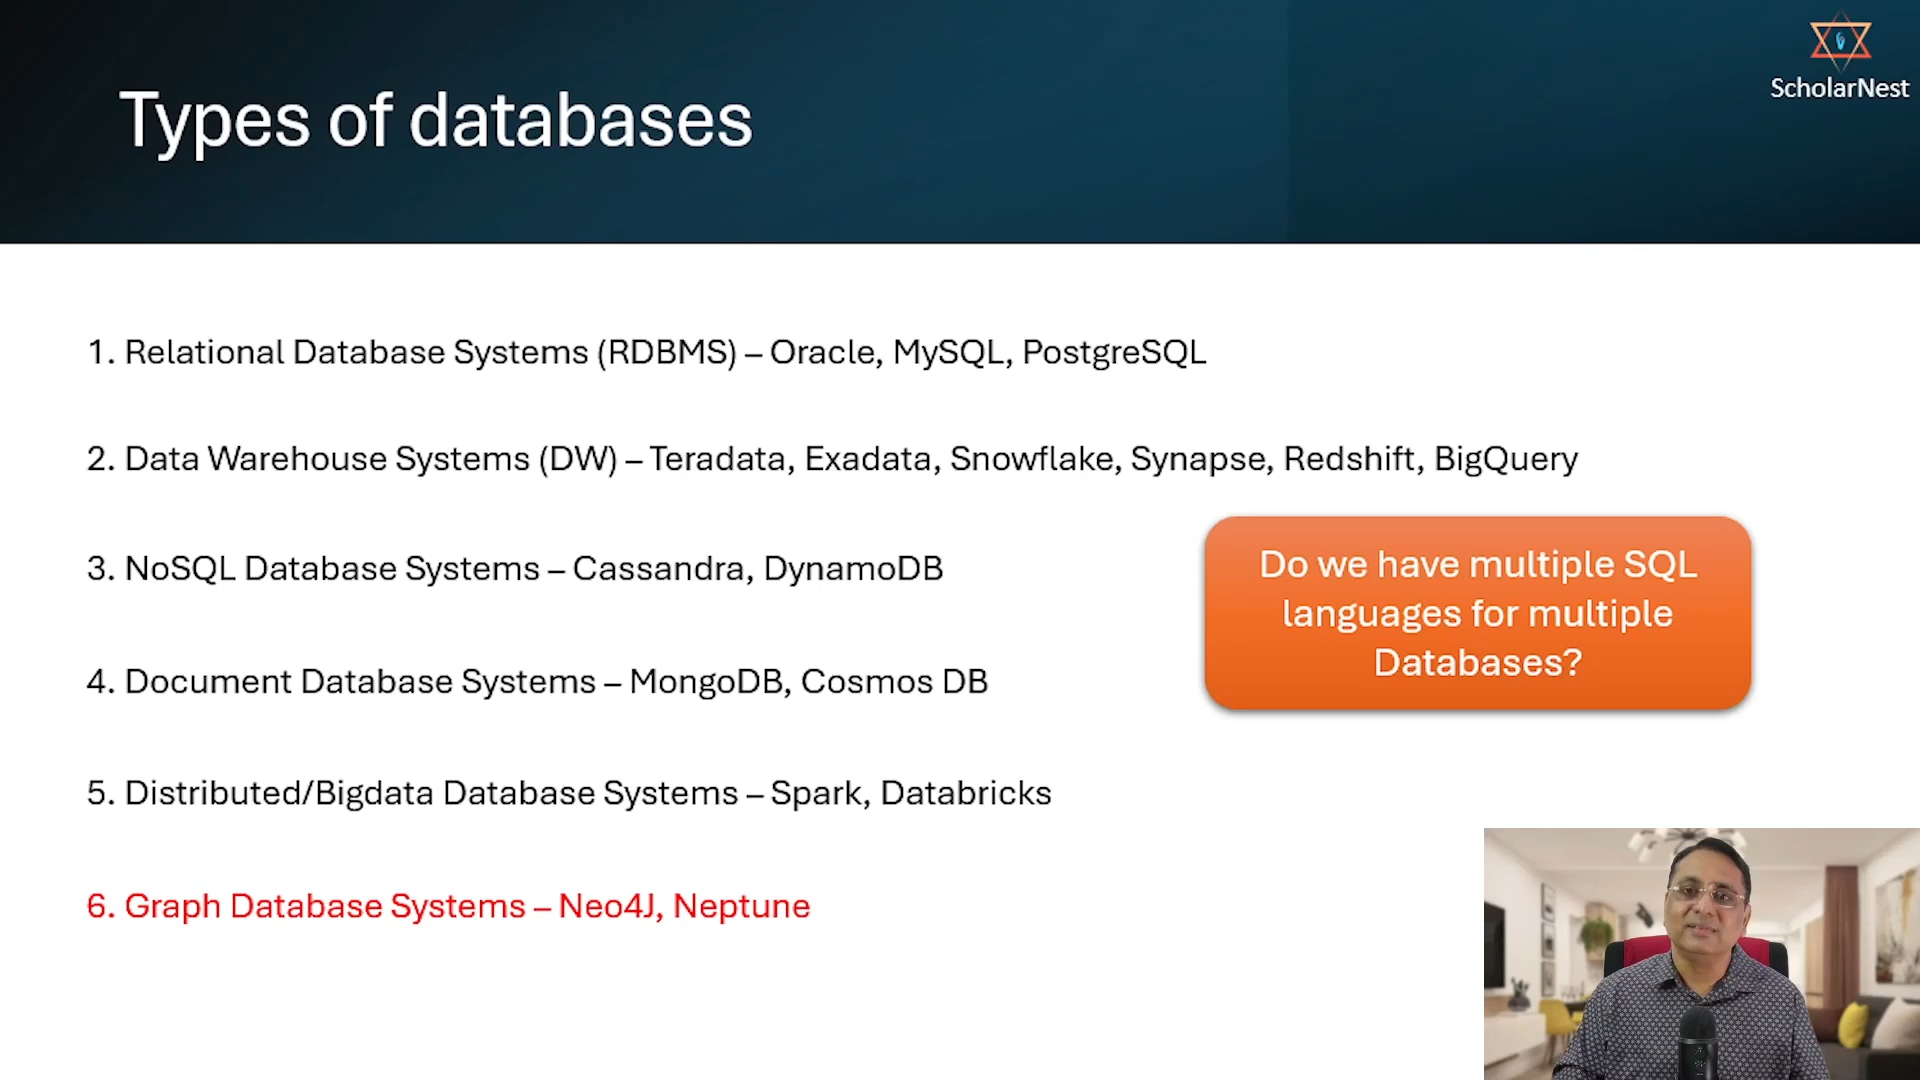 ScholarNest
Types of databases
1. Relational Database Systems (RDBMS) – Oracle, MySQL, PostgreSQL
2. Data Warehouse Systems (DW) – Teradata, Exadata, Snowflake, Synapse, Redshift, BigQuery
3. NoSQL Database Systems – Cassandra, DynamoDB
Do we have multiple SQL
languages for multiple
Databases?
4. Document Database Systems – MongoDB, Cosmos DB
5. Distributed/Bigdata Database Systems – Spark, Databricks
6. Graph Database Systems – Neo4J, Neptune